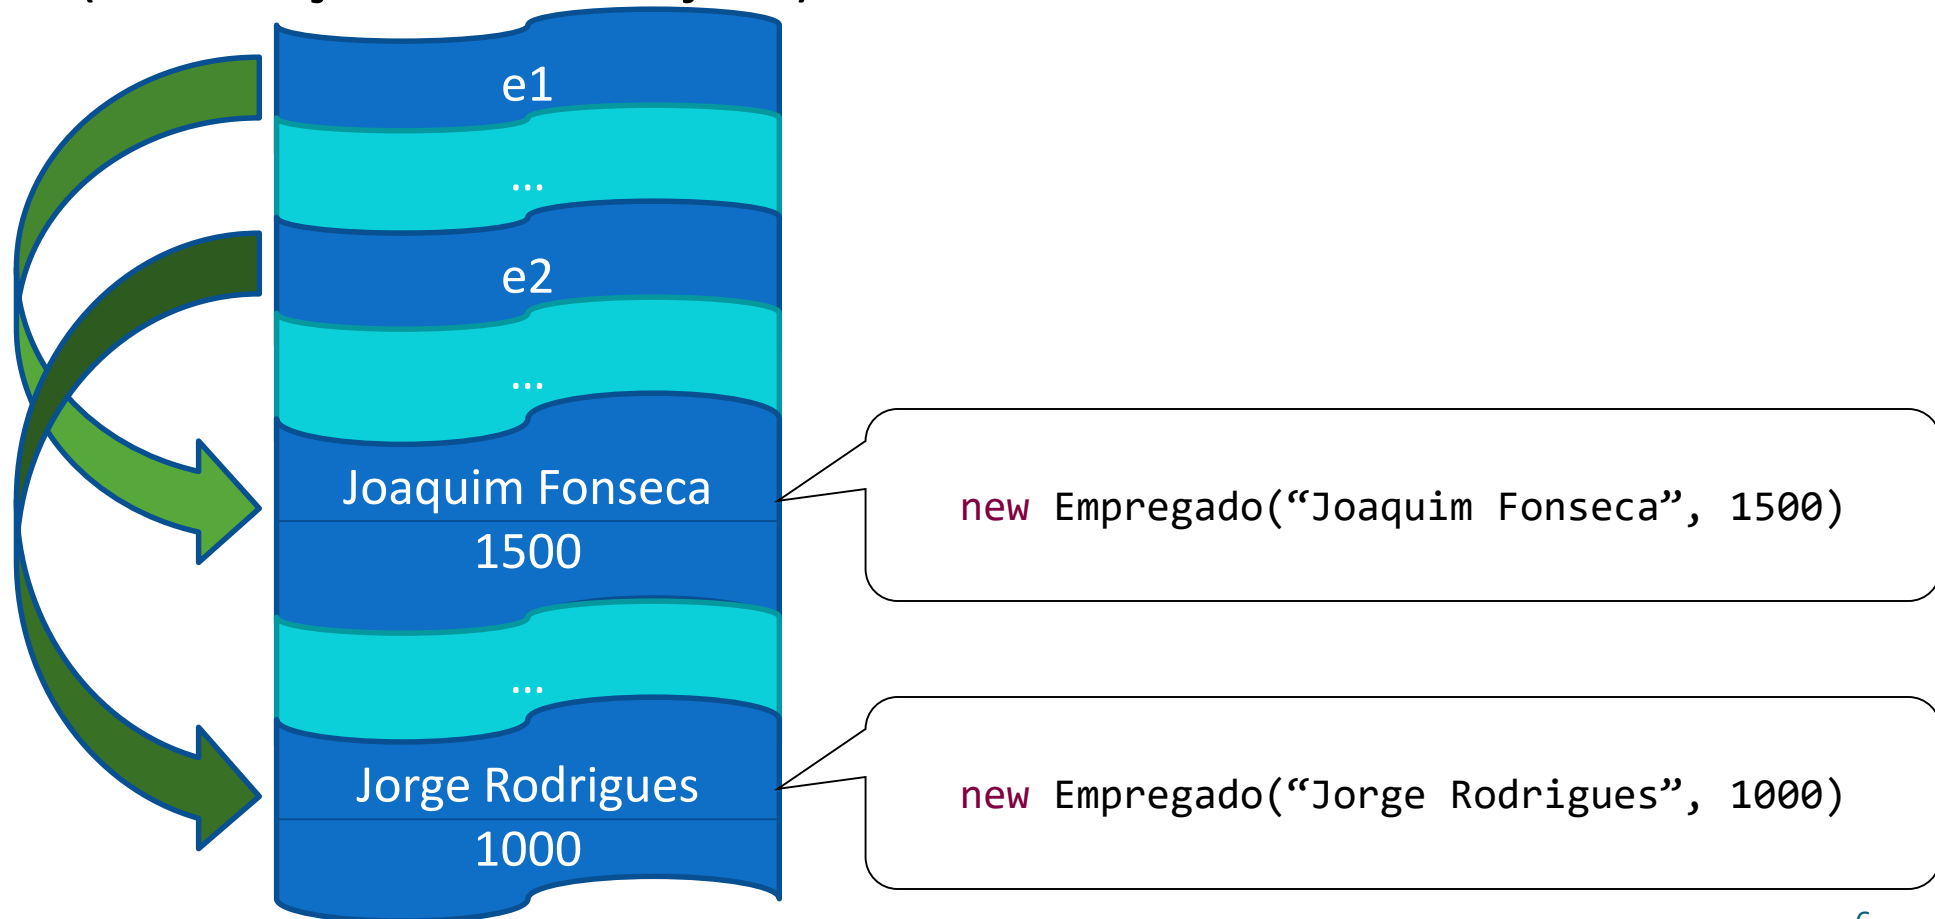 e1
...
e2
...
Joaquim Fonseca
1500
new Empregado(“Joaquim Fonseca”, 1500)
...
Jorge Rodrigues
1000
new Empregado(“Jorge Rodrigues”, 1000)